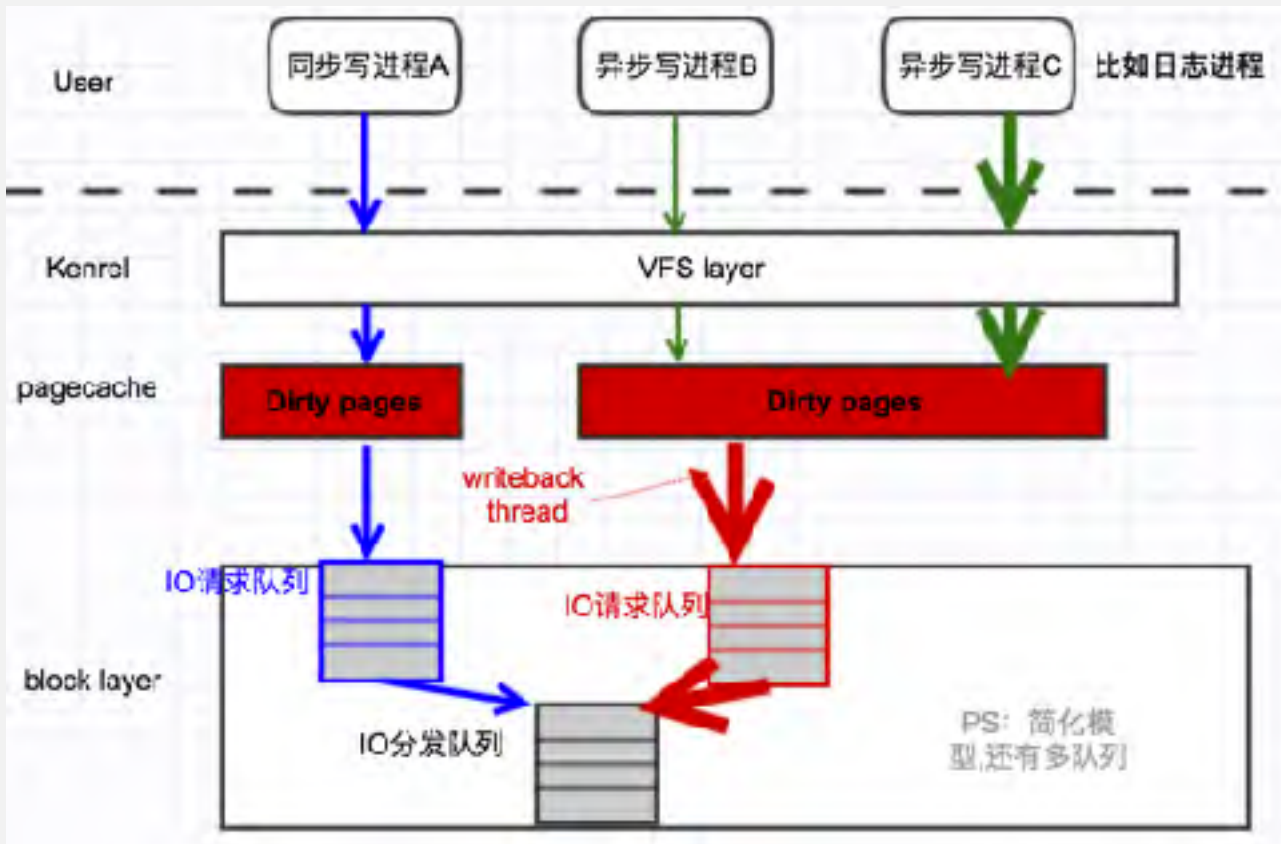 同步写进程A
异步写进程B
异步写进程C
比如日志进程
User
Kenrel
VFS layer
pagecache
Dirty pages
Dirty pages
writeback
thread
IO请求队列
IO请求队列
block layer
IO分发队列
PS：简化模
型,还有多队列